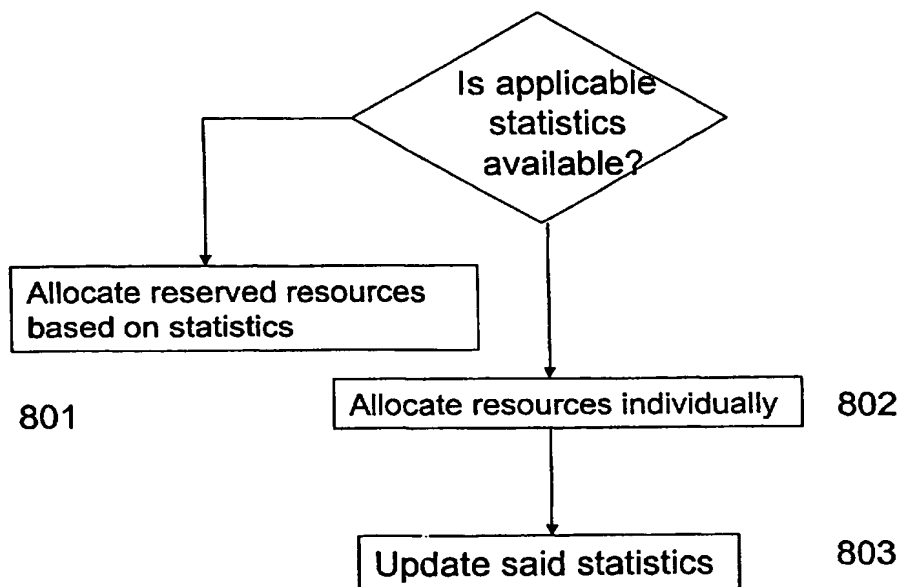 Is applicable
statistics
available?
Allocate reserved resources
based on statistics
801
Allocate resources individually
802
Update said statistics
803